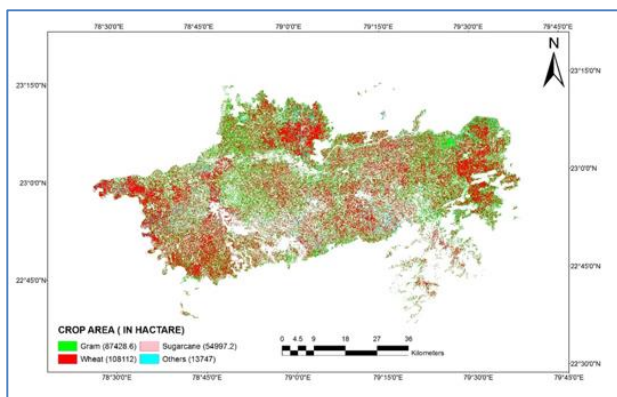 78°30'0"E 78°45'0"E 79°0'0"E 79°15'0"E 79°30'0"E 79°45'0"E
N
23°15'0"N 23°15'0"N
23°0'0"N 23°0'0"N
22°45'0"N 22°45'0"N
22°30'0"N
CROP AREA ( IN HACTARE)
Gram (87428.6) Sugarcane (54997.2)
Wheat (108112) Others (13747)
0 4.5 9 18 27 36
Kilometers
78°30'0"E 78°45'0"E 79°0'0"E 79°15'0"E 79°30'0"E 79°45'0"E